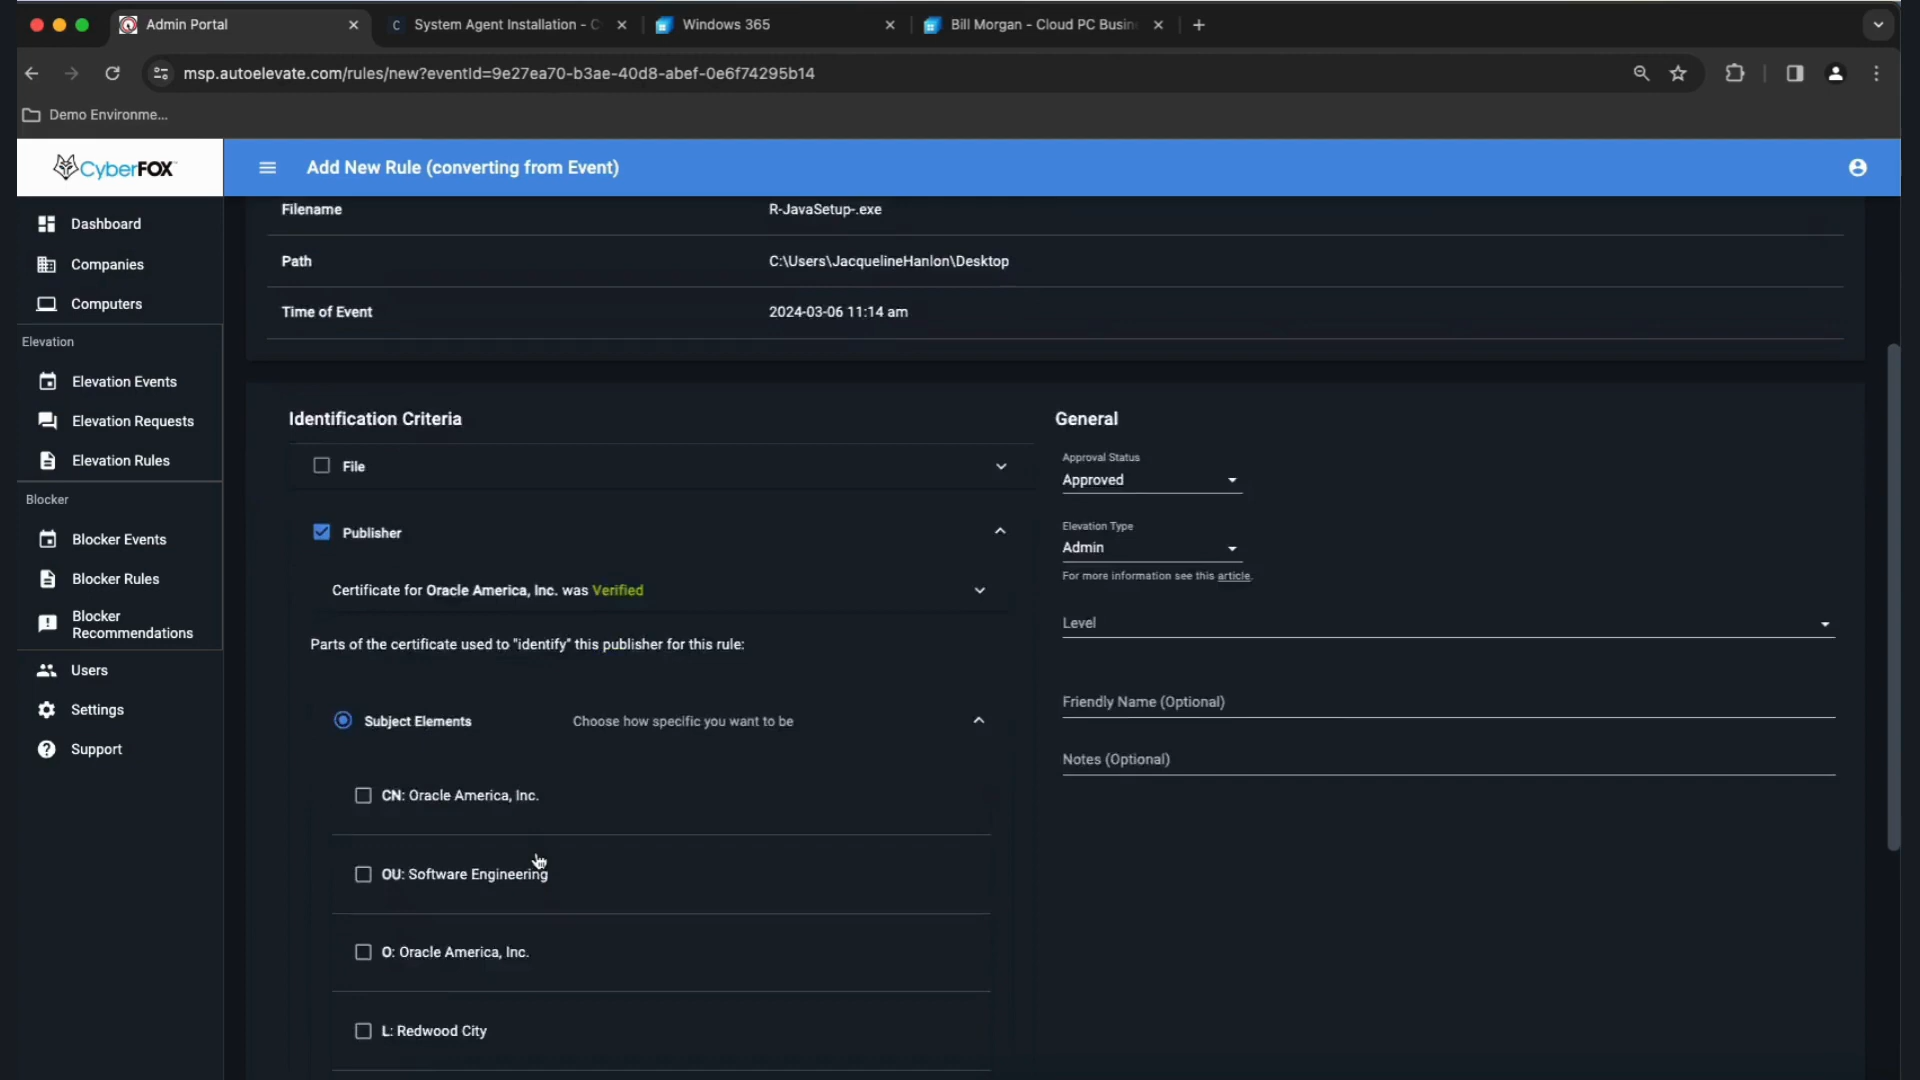 Admin Portal
System Agent Installation - C
Windows 365
Bill Morgan - Cloud PC Busin
msp.autoelevate.com/rules/new?eventId=9e27ea70-b3ae-40d8-abef-0e6f74295b14
Demo Environme...
CyberFOX
Add New Rule (converting from Event)
Dashboard
Companies
Computers
Elevation
Elevation Events
Elevation Requests
Elevation Rules
Blocker
Blocker Events
Blocker Rules
Blocker
Recommendations
Users
Settings
Support
Filename R-JavaSetup-.exe
Path C:\Users\JacquelineHanlon\Desktop
Time of Event 2024-03-06 11:14 am
Identification Criteria
File
Publisher
Certificate for Oracle America, Inc. was Verified
Parts of the certificate used to "identify" this publisher for this rule:
Subject Elements Choose how specific you want to be
CN: Oracle America, Inc.
OU: Software Engineering
O: Oracle America, Inc.
L: Redwood City
General
Approval Status
Approved
Elevation Type
Admin
For more information see this article.
Level
Friendly Name (Optional)
Notes (Optional)